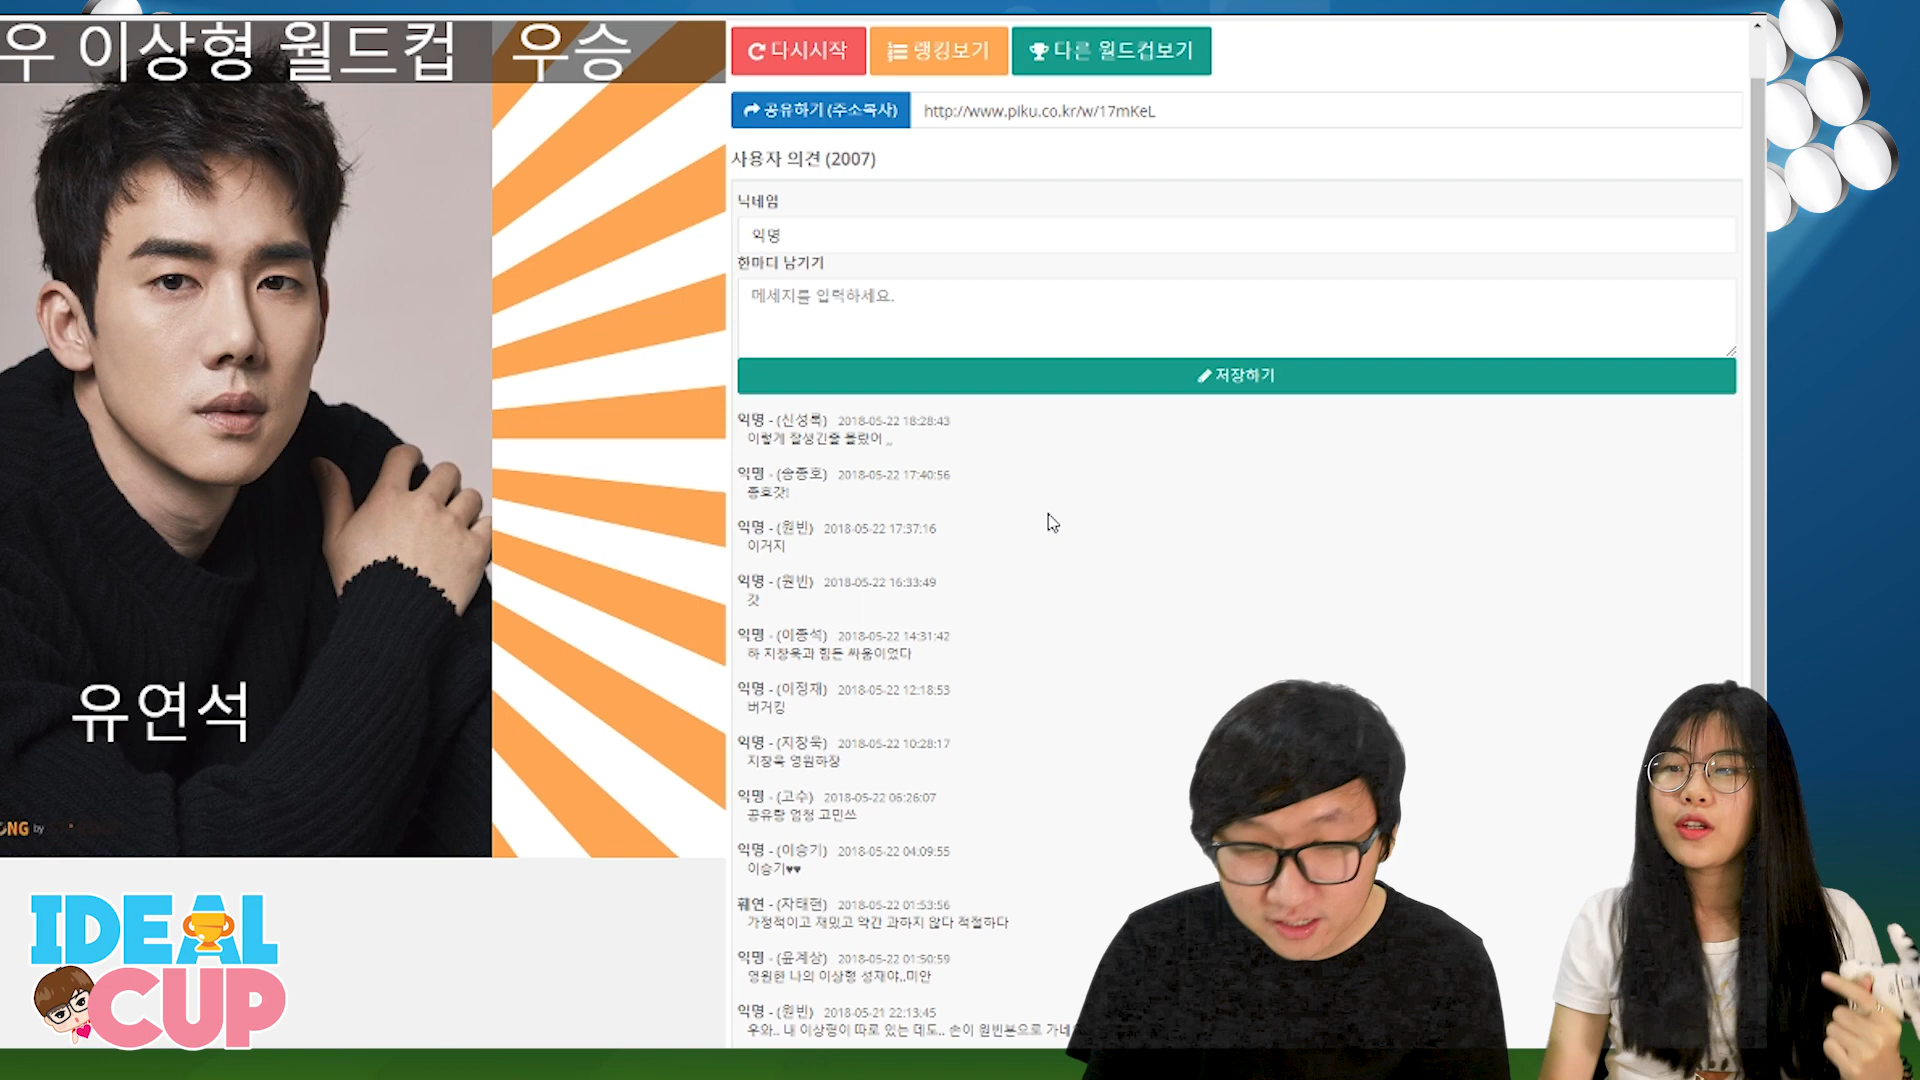 우 이상형 월드컵 우승
다시시작
랭킹보기
다른 월드컵보기
공유하기 (주소복사)
http://www.piku.co.kr/w/17mKeL
사용자 의견 (2007)
닉네임
익명
한마디 남기기
메세지를 입력하세요.
저장하기
익명 - (신성록) 2018-05-22 18:28:43
이렇게 잘생긴줄 몰랐어 ,,
익명 - (송종호) 2018-05-22 17:40:56
종호갓!
익명 - (원빈) 2018-05-22 17:37:16
이거지
익명 - (원빈) 2018-05-22 16:33:49
갓
익명 - (이종석) 2018-05-22 14:31:42
하 지창욱과 힘든 싸움이었다
익명 - (이정재) 2018-05-22 12:18:53
버거킹
익명 - (지창욱) 2018-05-22 10:28:17
지창욱 영원하장
익명 - (고수) 2018-05-22 06:26:07
공유랑 엄청 고민쓰
익명 - (이승기) 2018-05-22 04:09:55
이승기♥♥
훼연 - (차태현) 2018-05-22 01:53:56
가정적이고 재밌고 약간 과하지 않다 적절하다
익명 - (윤계상) 2018-05-22 01:50:59
영원한 나의 이상형 성재야..미안
익명 - (원빈) 2018-05-21 22:13:45
우와.. 내 이상형이 따로 있는 데도.. 손이 원빈분으로 가네
유연석
ONG by
IDEAL
CUP